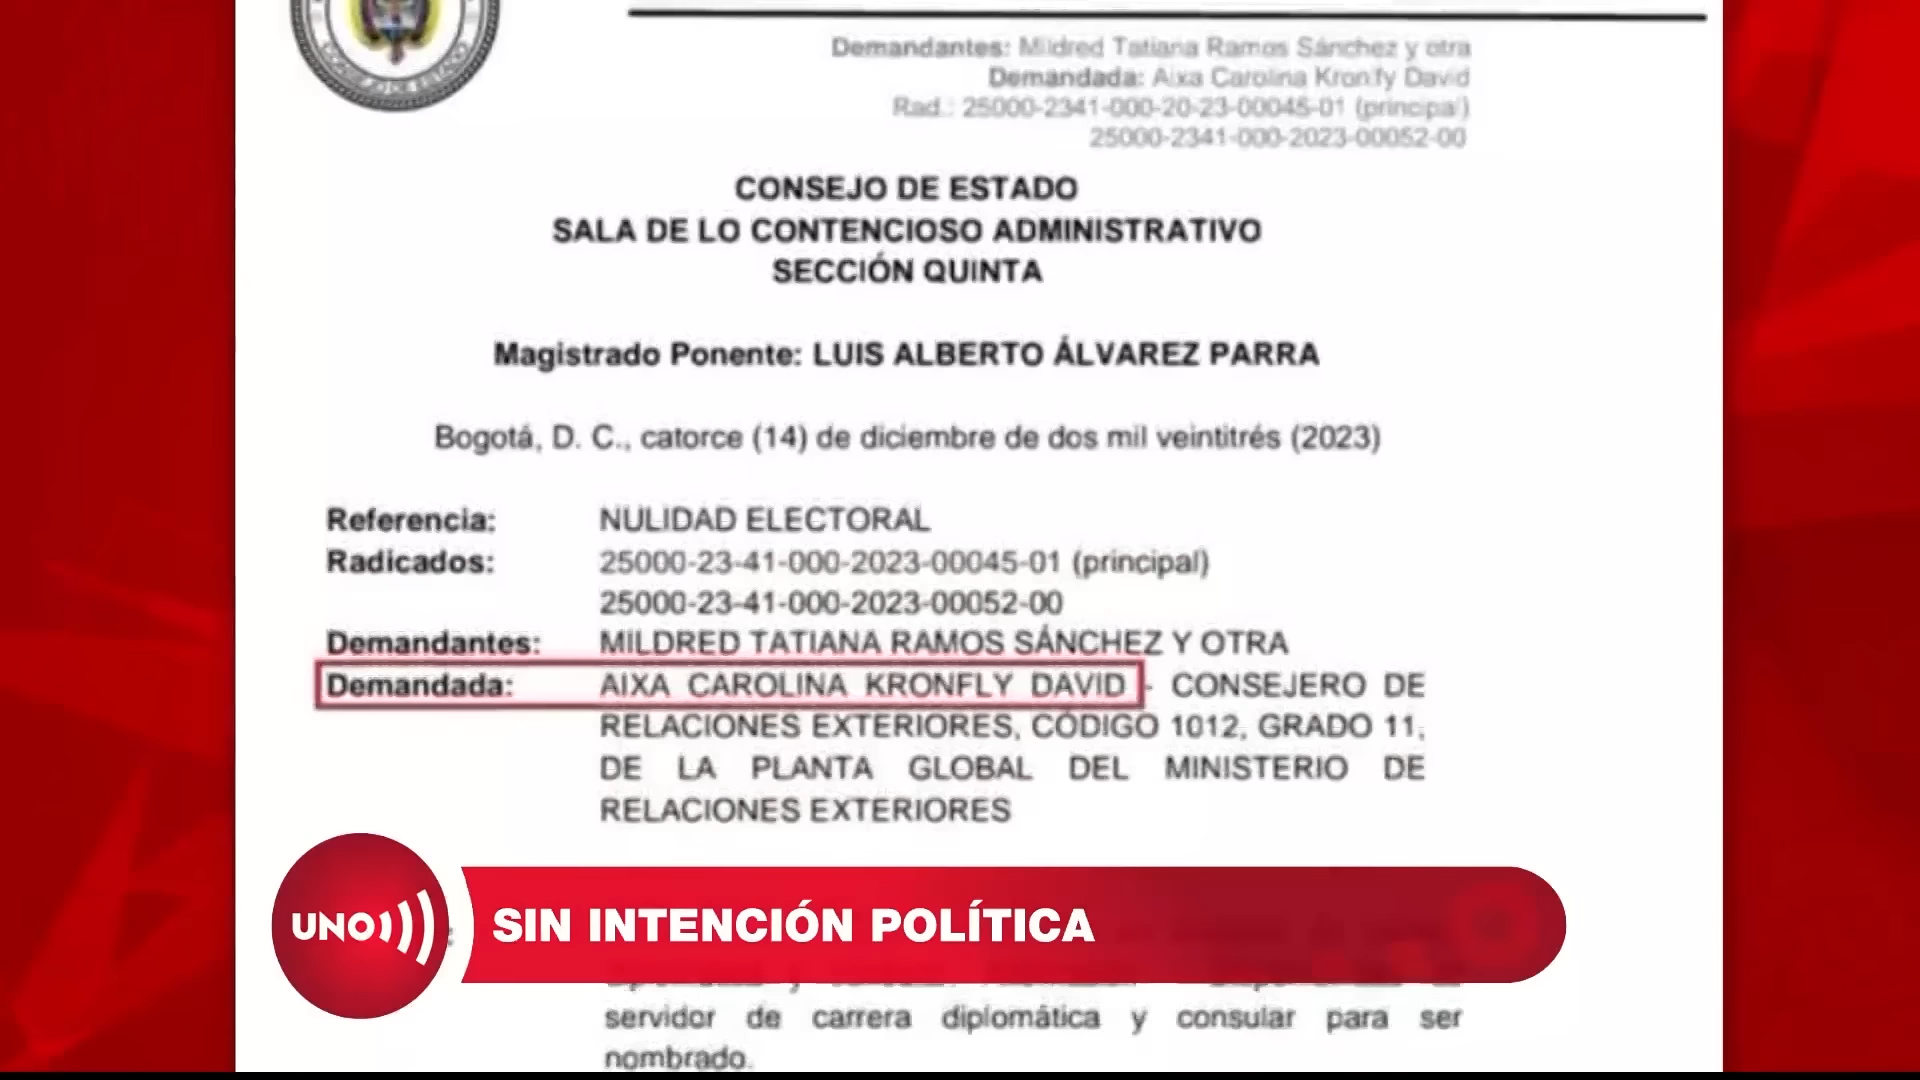 Demandantes: Mildred Tatiana Ramos Sánchez y otra
Demandada: Aixa Carolina Kronfly David
Rad.: 25000-2341-000-20-23-00045-01 (principal)
25000-2341-000-2023-00052-00
CONSEJO DE ESTADO
SALA DE LO CONTENCIOSO ADMINISTRATIVO
SECCIÓN QUINTA
Magistrado Ponente: LUIS ALBERTO ÁLVAREZ PARRA
Bogotá, D. C., catorce (14) de diciembre de dos mil veintitrés (2023)
Referencia: NULIDAD ELECTORAL
Radicados: 25000-23-41-000-2023-00045-01 (principal)
25000-23-41-000-2023-00052-00
Demandantes: MILDRED TATIANA RAMOS SÁNCHEZ Y OTRA
Demandada: AIXA CAROLINA KRONFLY DAVID - CONSEJERO DE
RELACIONES EXTERIORES, CÓDIGO 1012, GRADO 11,
DE LA PLANTA GLOBAL DEL MINISTERIO DE
RELACIONES EXTERIORES
UNO
SIN INTENCIÓN POLÍTICA
servidor de carrera diplomática y consular para ser
nombrado.